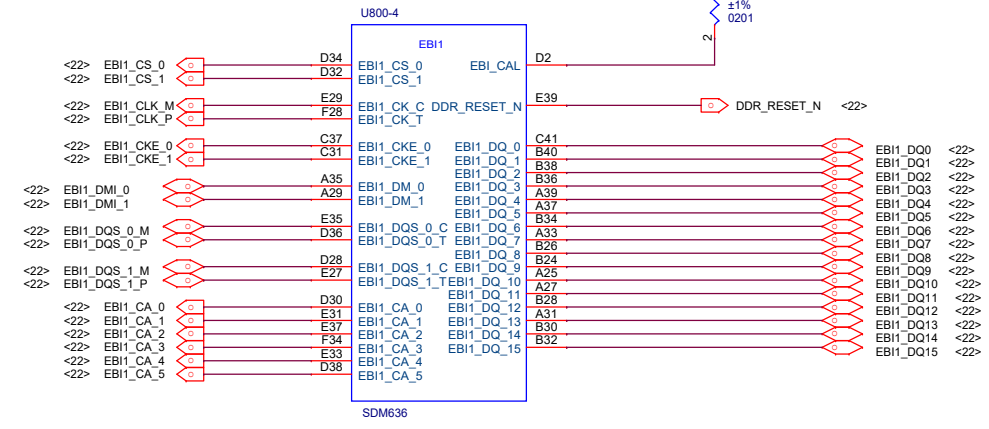 ±1%
0201
2
U800-4
EBI1
<22> EBI1_CS_0 D34 EBI1_CS_0 EBI_CAL D2
<22> EBI1_CS_1 D32 EBI1_CS_1
<22> EBI1_CLK_M E29 EBI1_CK_C DDR_RESET_N E39 DDR_RESET_N <22>
<22> EBI1_CLK_P F28 EBI1_CK_T
<22> EBI1_CKE_0 C37 EBI1_CKE_0 EBI1_DQ_0 C41 EBI1_DQ0 <22>
<22> EBI1_CKE_1 C31 EBI1_CKE_1 EBI1_DQ_1 B40 EBI1_DQ1 <22>
EBI1_DQ_2 B38 EBI1_DQ2 <22>
<22> EBI1_DMI_0 A35 EBI1_DM_0 EBI1_DQ_3 B36 EBI1_DQ3 <22>
<22> EBI1_DMI_1 A29 EBI1_DM_1 EBI1_DQ_4 A39 EBI1_DQ4 <22>
EBI1_DQ_5 A37 EBI1_DQ5 <22>
<22> EBI1_DQS_0_M E35 EBI1_DQS_0_C EBI1_DQ_6 B34 EBI1_DQ6 <22>
<22> EBI1_DQS_0_P D36 EBI1_DQS_0_T EBI1_DQ_7 A33 EBI1_DQ7 <22>
EBI1_DQ_8 B26 EBI1_DQ8 <22>
<22> EBI1_DQS_1_M D28 EBI1_DQS_1_C EBI1_DQ_9 B24 EBI1_DQ9 <22>
<22> EBI1_DQS_1_P E27 EBI1_DQS_1_T EBI1_DQ_10 A25 EBI1_DQ10 <22>
EBI1_DQ_11 A27 EBI1_DQ11 <22>
<22> EBI1_CA_0 D30 EBI1_CA_0 EBI1_DQ_12 B28 EBI1_DQ12 <22>
<22> EBI1_CA_1 E31 EBI1_CA_1 EBI1_DQ_13 A31 EBI1_DQ13 <22>
<22> EBI1_CA_2 E37 EBI1_CA_2 EBI1_DQ_14 B30 EBI1_DQ14 <22>
<22> EBI1_CA_3 F34 EBI1_CA_3 EBI1_DQ_15 B32 EBI1_DQ15 <22>
<22> EBI1_CA_4 E33 EBI1_CA_4
<22> EBI1_CA_5 D38 EBI1_CA_5
SDM636